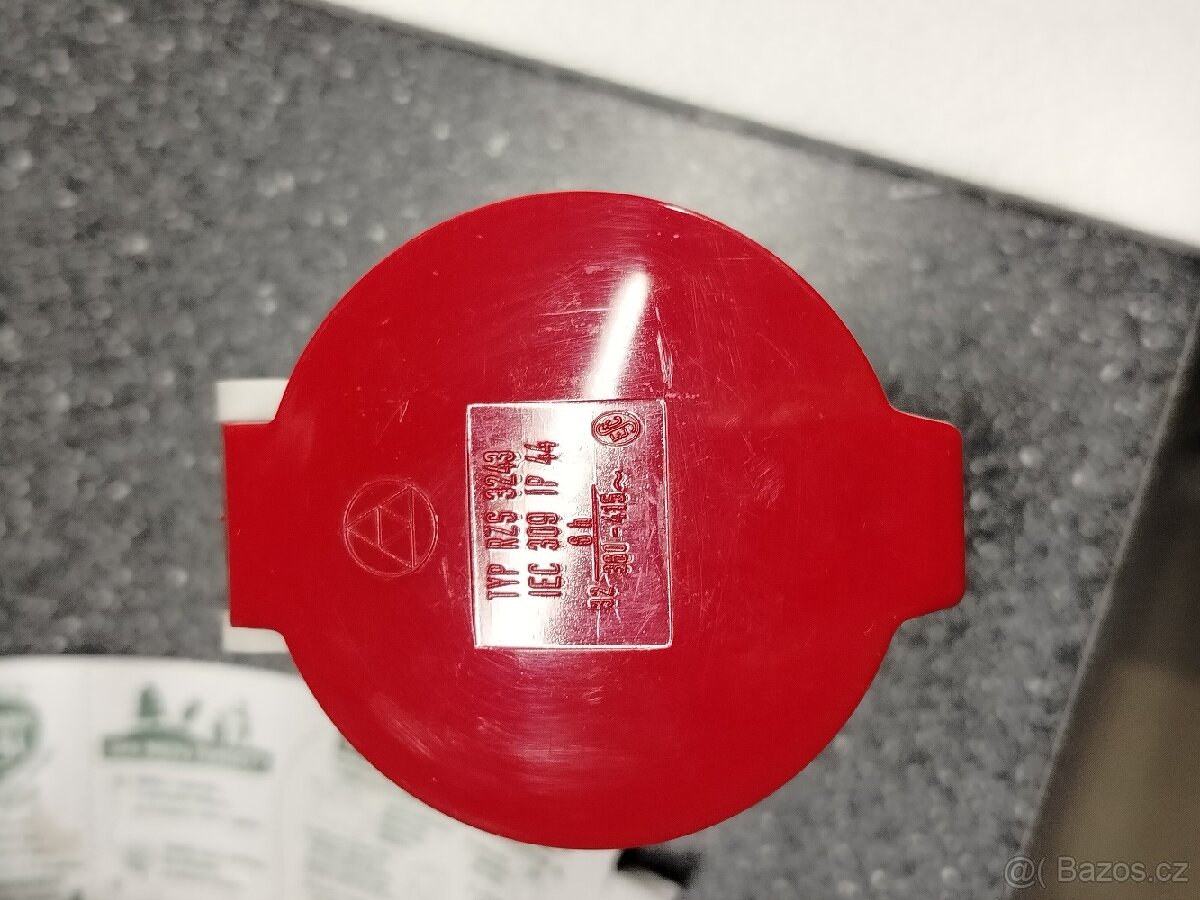 TYP RZS 3243
IEC 309 IP 44
6 h
32 380-415~
@( Bazos.cz